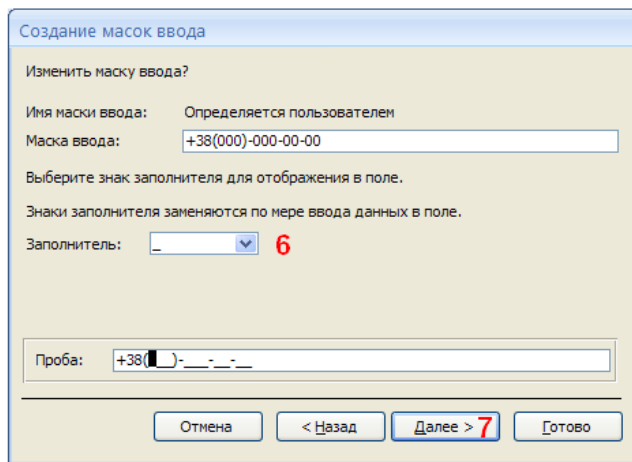 Создание масок ввода
Изменить маску ввода?
Имя маски ввода: Определяется пользователем
Маска ввода: +38(000)-000-00-00
Выберите знак заполнителя для отображения в поле.
Знаки заполнителя заменяются по мере ввода данных в поле.
Заполнитель: _ 6
Проба: +38(___)-___-__-__
Отмена < Назад Далее > 7 Готово